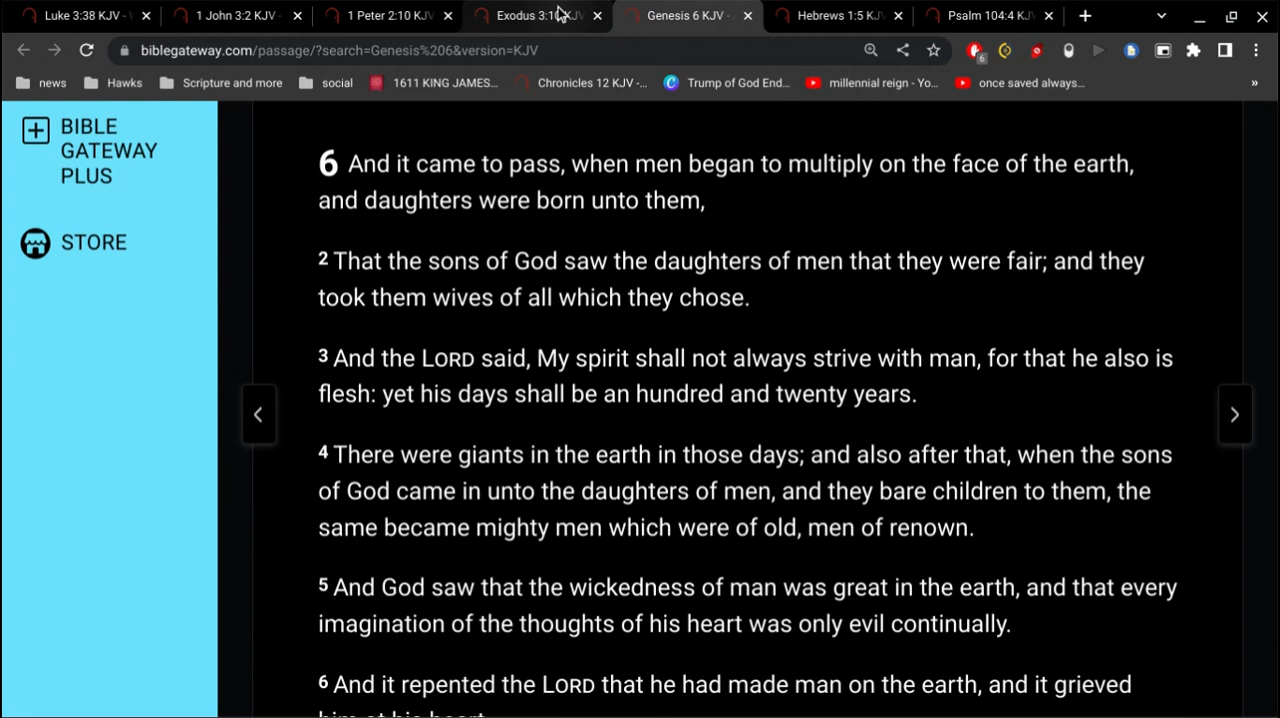 Luke 3:38 KJV -
1 John 3:2 KJV -
1 Peter 2:10 KJ
Exodus 3:10 KJV
Genesis 6 KJV -
Hebrews 1:5 KJ
Psalm 104:4 KJ
biblegateway.com/passage/?search=Genesis%206&version=KJV
6
news
Hawks
Scripture and more
social
1611 KING JAMES...
Chronicles 12 KJV -...
Trump of God End...
millennial reign - Yo...
once saved always...
»
BIBLE
GATEWAY
PLUS
STORE
6 And it came to pass, when men began to multiply on the face of the earth,
and daughters were born unto them,
2 That the sons of God saw the daughters of men that they were fair; and they
took them wives of all which they chose.
3 And the LORD said, My spirit shall not always strive with man, for that he also is
flesh: yet his days shall be an hundred and twenty years.
4 There were giants in the earth in those days; and also after that, when the sons
of God came in unto the daughters of men, and they bare children to them, the
same became mighty men which were of old, men of renown.
5 And God saw that the wickedness of man was great in the earth, and that every
imagination of the thoughts of his heart was only evil continually.
6 And it repented the LORD that he had made man on the earth, and it grieved
him at his heart